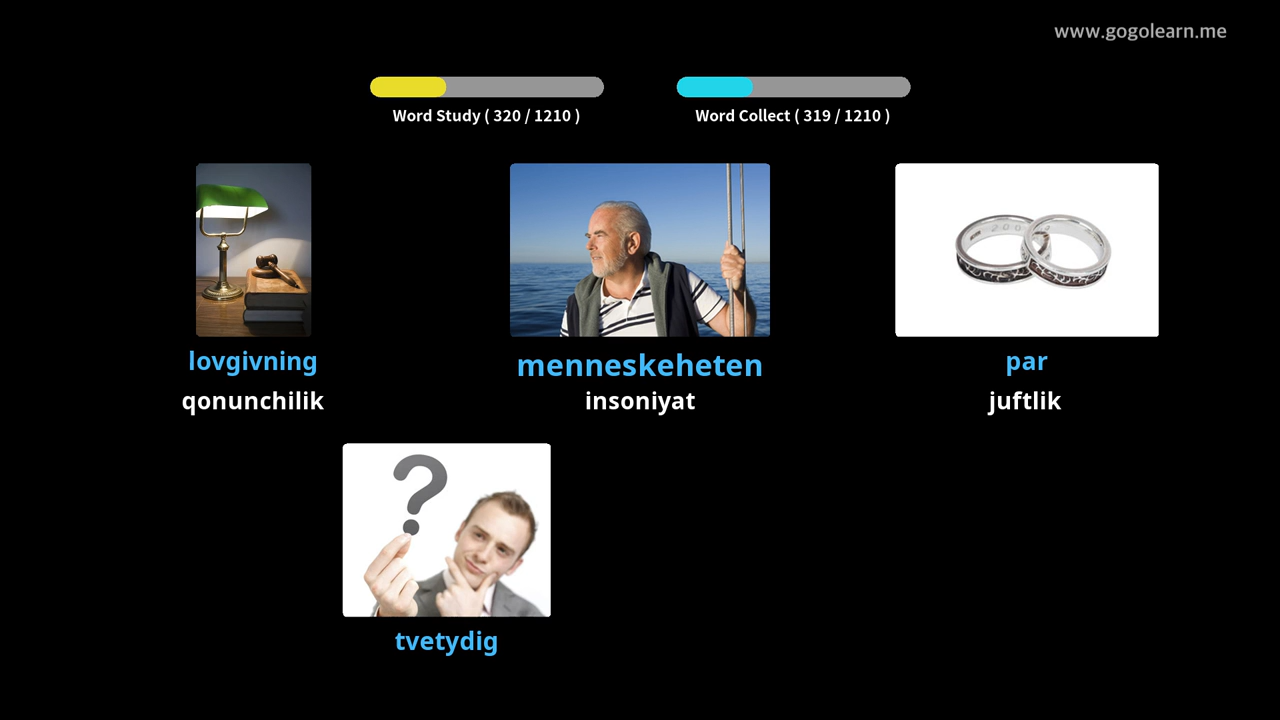 www.gogolearn.me
Word Study ( 320 / 1210 )
Word Collect ( 319 / 1210 )
lovgivning
qonunchilik
menneskeheten
insoniyat
par
juftlik
tvetydig